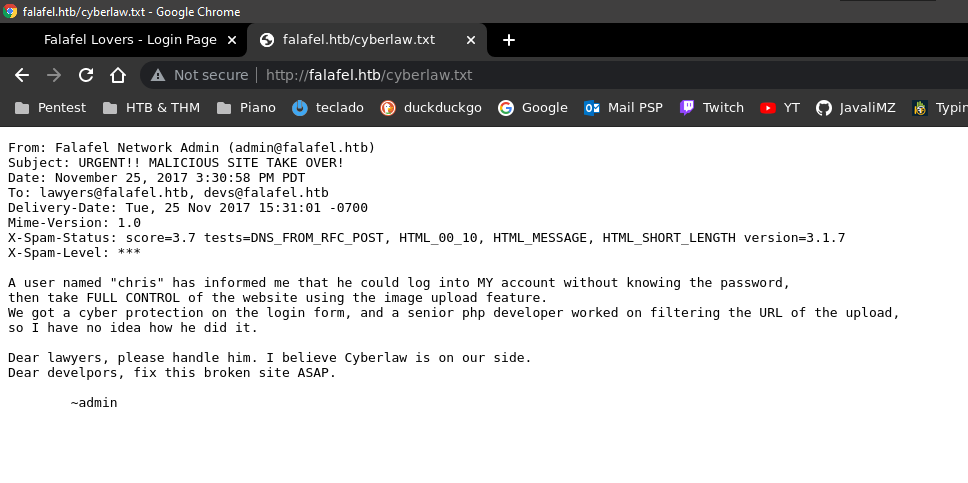 falafel.htb/cyberlaw.txt - Google Chrome
Falafel Lovers - Login Page × falafel.htb/cyberlaw.txt × +
Not secure | http://falafel.htb/cyberlaw.txt
Pentest HTB & THM Piano teclado duckduckgo Google Mail PSP Twitch YT JavaliMZ Typin
From: Falafel Network Admin (admin@falafel.htb)
Subject: URGENT!! MALICIOUS SITE TAKE OVER!
Date: November 25, 2017 3:30:58 PM PDT
To: lawyers@falafel.htb, devs@falafel.htb
Delivery-Date: Tue, 25 Nov 2017 15:31:01 -0700
Mime-Version: 1.0
X-Spam-Status: score=3.7 tests=DNS_FROM_RFC_POST, HTML_00_10, HTML_MESSAGE, HTML_SHORT_LENGTH version=3.1.7
X-Spam-Level: ***
A user named "chris" has informed me that he could log into MY account without knowing the password,
then take FULL CONTROL of the website using the image upload feature.
We got a cyber protection on the login form, and a senior php developer worked on filtering the URL of the upload,
so I have no idea how he did it.
Dear lawyers, please handle him. I believe Cyberlaw is on our side.
Dear develpors, fix this broken site ASAP.
~admin